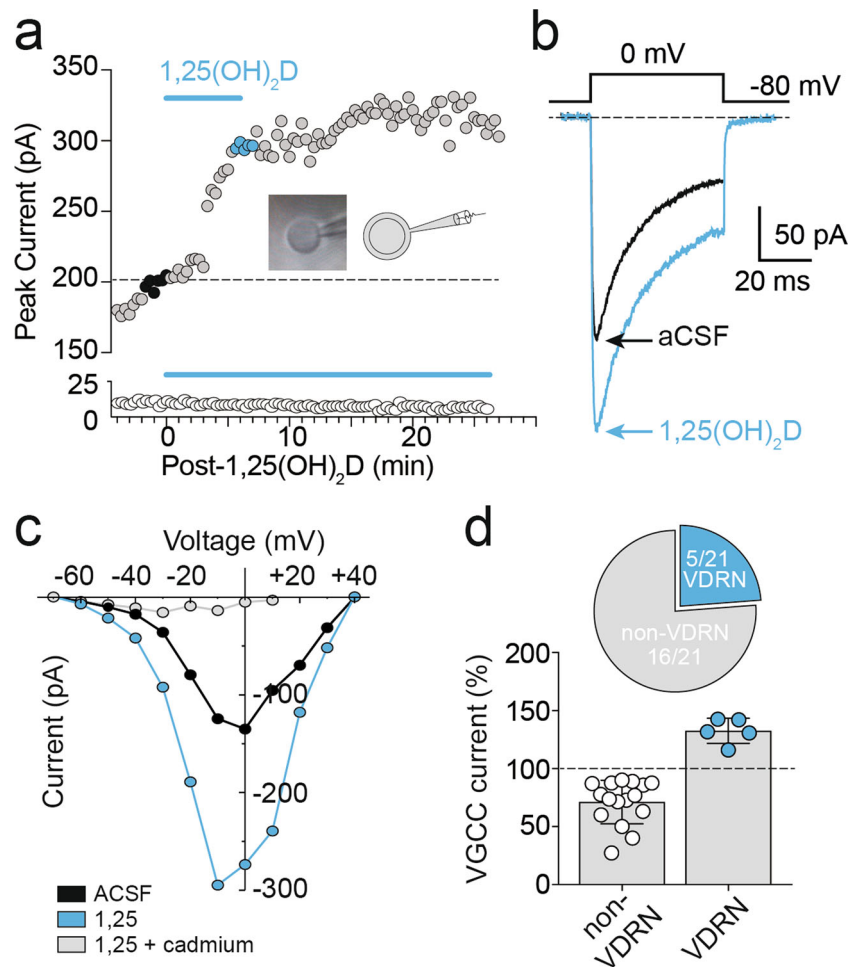 a
1,25(OH)2D
350
300
250
200
150
25
0
Peak Current (pA)
0
10
20
Post-1,25(OH)2D (min)
b
0 mV
-80 mV
50 pA
20 ms
aCSF
1,25(OH)2D
c
Voltage (mV)
-60 -40 -20 +20 +40
-100
-200
-300
Current (pA)
ACSF
1,25
1,25 + cadmium
d
5/21
VDRN
non-VDRN
16/21
200
150
100
50
0
VGCC current (%)
non-
VDRN
VDRN